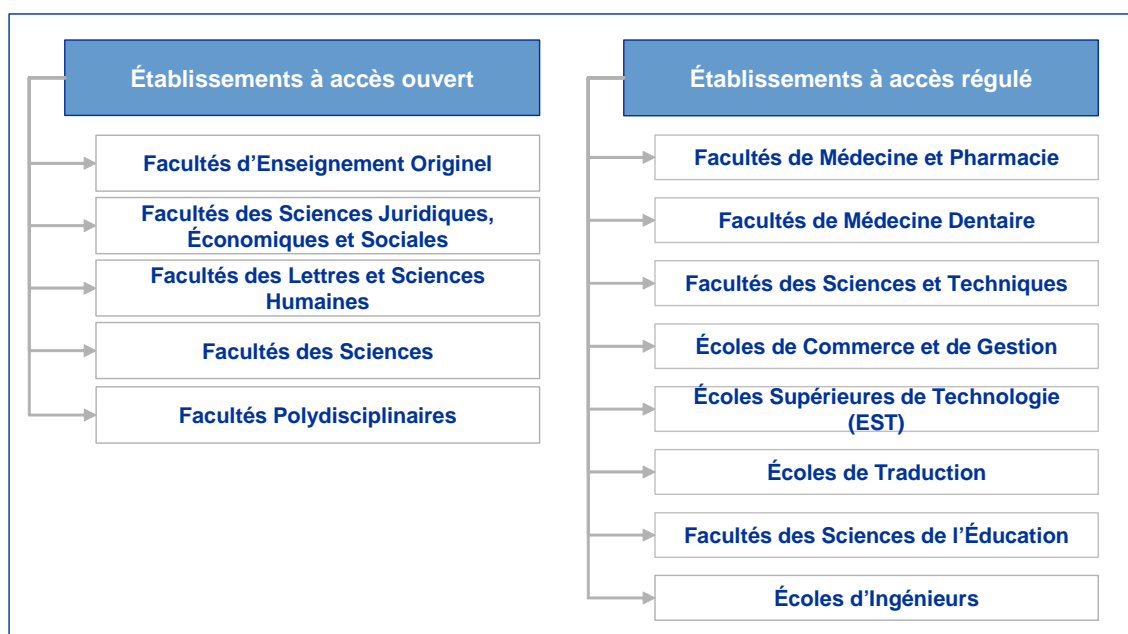 Établissements à accès ouvert
Facultés d’Enseignement Originel
Facultés des Sciences Juridiques,
Économiques et Sociales
Facultés des Lettres et Sciences
Humaines
Facultés des Sciences
Facultés Polydisciplinaires
Établissements à accès régulé
Facultés de Médecine et Pharmacie
Facultés de Médecine Dentaire
Facultés des Sciences et Techniques
Écoles de Commerce et de Gestion
Écoles Supérieures de Technologie
(EST)
Écoles de Traduction
Facultés des Sciences de l’Éducation
Écoles d’Ingénieurs